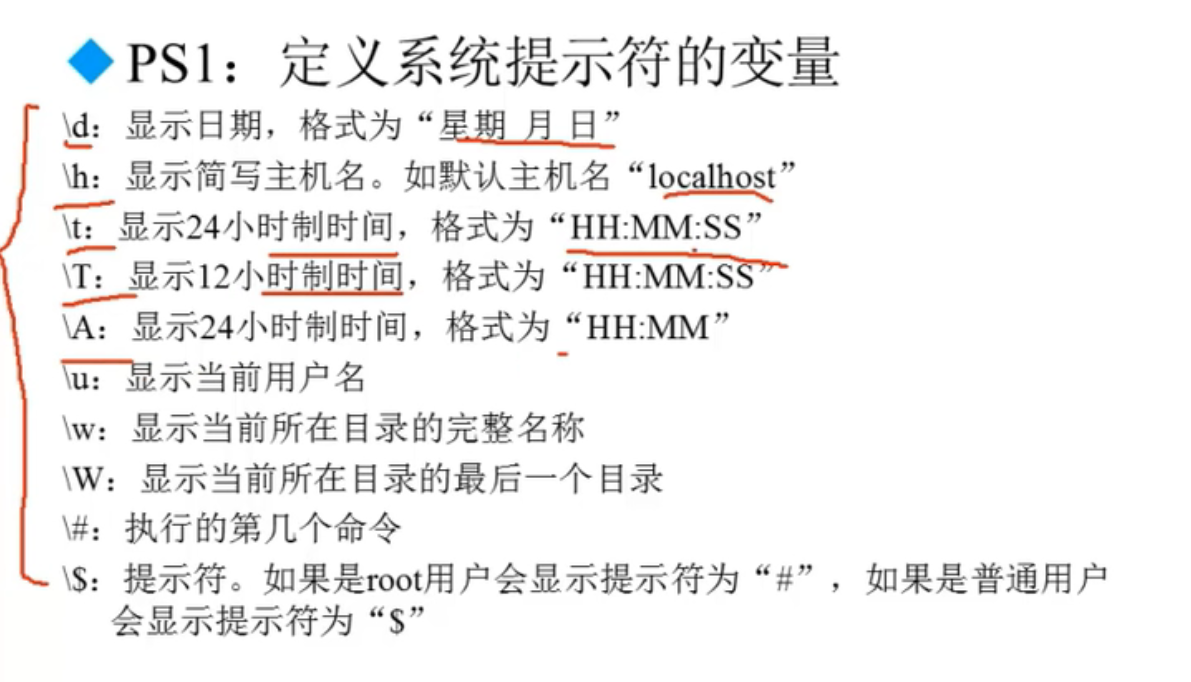 PS1：定义系统提示符的变量
\d：显示日期，格式为“星期 月 日”
\h：显示简写主机名。如默认主机名“localhost”
\t：显示24小时制时间，格式为“HH:MM:SS”
\T：显示12小时制时间，格式为“HH:MM:SS”
\A：显示24小时制时间，格式为“HH:MM”
\u：显示当前用户名
\w：显示当前所在目录的完整名称
\W：显示当前所在目录的最后一个目录
\#：执行的第几个命令
\$：提示符。如果是root用户会显示提示符为“#”，如果是普通用户
会显示提示符为“$”